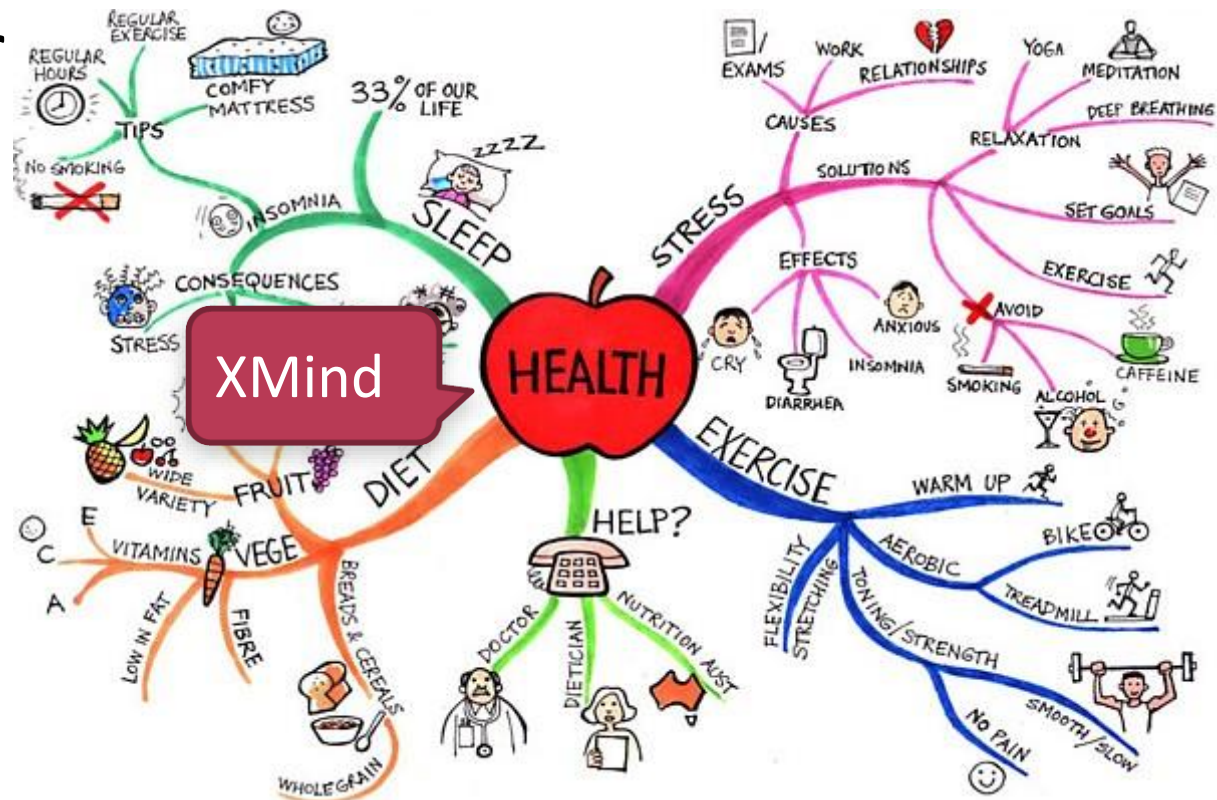 REGULAR
EXERCISE
REGULAR
HOURS
COMFY
MATTRESS
TIPS
NO SMOKING
33% OF OUR
LIFE
ZZZZ
INSOMNIA
SLEEP
CONSEQUENCES
STRESS
XMind
HEALTH
STRESS
CAUSES
EXAMS
WORK
RELATIONSHIPS
SOLUTIONS
RELAXATION
YOGA
MEDITATION
DEEP BREATHING
SET GOALS
EXERCISE
AVOID
SMOKING
ALCOHOL
CAFFEINE
EFFECTS
CRY
DIARRHEA
INSOMNIA
ANXIOUS
DIET
FRUIT
WIDE
VARIETY
VEGE
VITAMINS
E
C
A
LOW IN FAT
FIBRE
BREADS & CEREALS
WHOLEGRAIN
HELP?
DOCTOR
DIETICIAN
NUTRITION AUST
EXERCISE
WARM UP
AEROBIC
BIKE
TREADMILL
TONING/STRENGTH
SMOOTH/SLOW
NO PAIN
FLEXIBILITY
STRETCHING